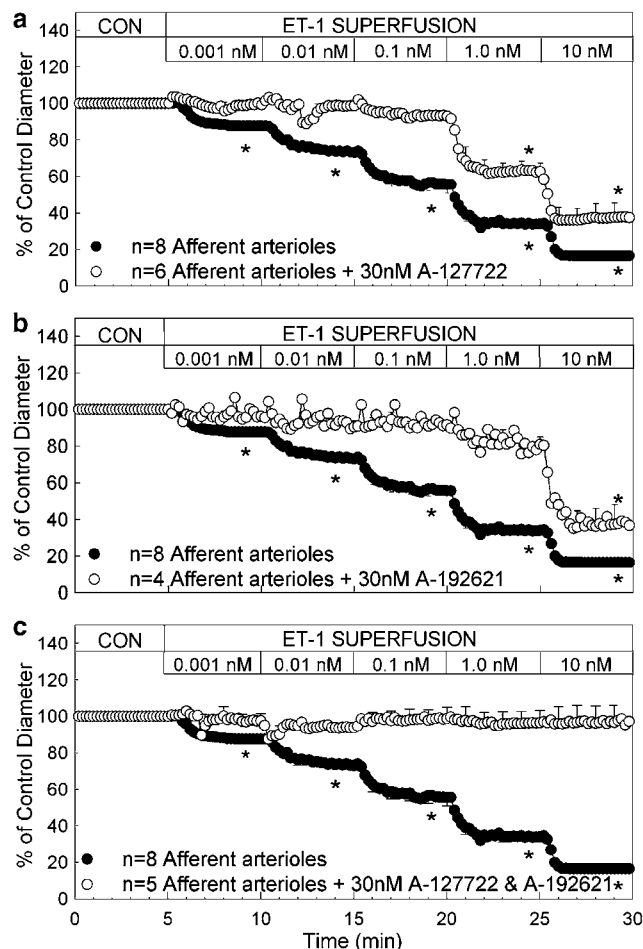 a
CON
ET-1 SUPERFUSION
0.001 nM 0.01 nM 0.1 nM 1.0 nM 10 nM
% of Control Diameter
140
120
100
80
60
40
20
0
* * * * * * *
n=8 Afferent arterioles
n=6 Afferent arterioles + 30nM A-127722
b
CON
ET-1 SUPERFUSION
0.001 nM 0.01 nM 0.1 nM 1.0 nM 10 nM
% of Control Diameter
140
120
100
80
60
40
20
0
* * * * * *
n=8 Afferent arterioles
n=4 Afferent arterioles + 30nM A-192621
c
CON
ET-1 SUPERFUSION
0.001 nM 0.01 nM 0.1 nM 1.0 nM 10 nM
% of Control Diameter
140
120
100
80
60
40
20
0
* * * * *
n=8 Afferent arterioles
n=5 Afferent arterioles + 30nM A-127722 & A-192621
0 5 10 15 20 25 30
Time (min)